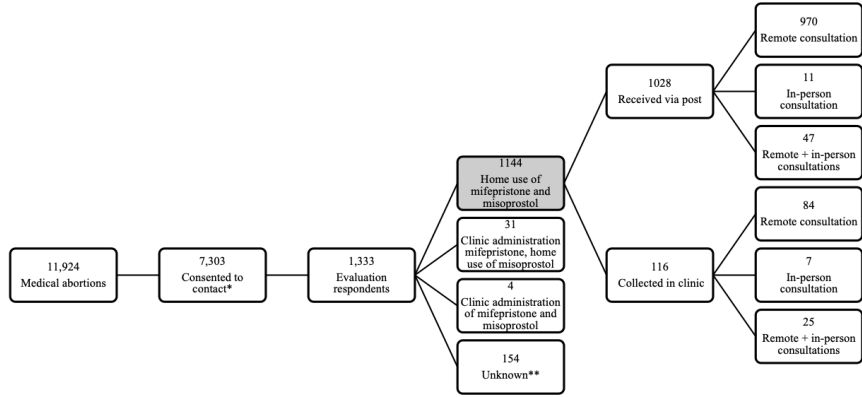 11,924
Medical abortions
7,303
Consented to
contact*
1,333
Evaluation
respondents
1144
Home use of
mifepristone and
misoprostol
31
Clinic administration
mifepristone, home
use of misoprostol
4
Clinic administration
of mifepristone and
misoprostol
154
Unknown**
1028
Received via post
116
Collected in clinic
970
Remote consultation
11
In-person
consultation
47
Remote + in-person
consultations
84
Remote consultation
7
In-person
consultation
25
Remote + in-person
consultations